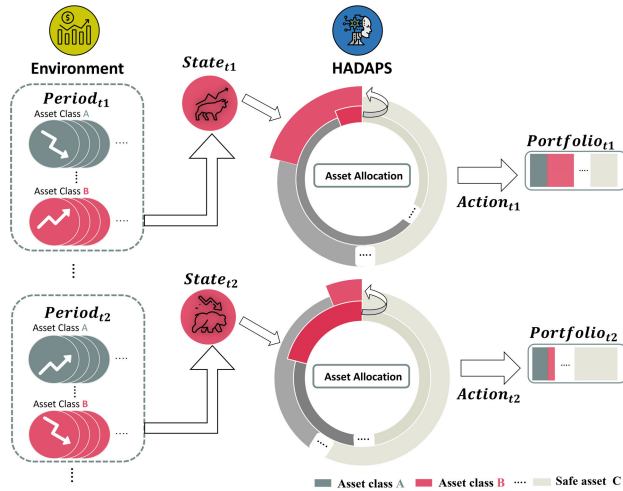 Environment
HADAPS
State_t1
Period_t1
Asset Class A
....
Asset Class B
....
Asset Allocation
....
....
Action_t1
Portfolio_t1
....
State_t2
Period_t2
Asset Class A
....
Asset Class B
....
Asset Allocation
....
....
Action_t2
Portfolio_t2
....
Asset class A
Asset class B
.... Safe asset C